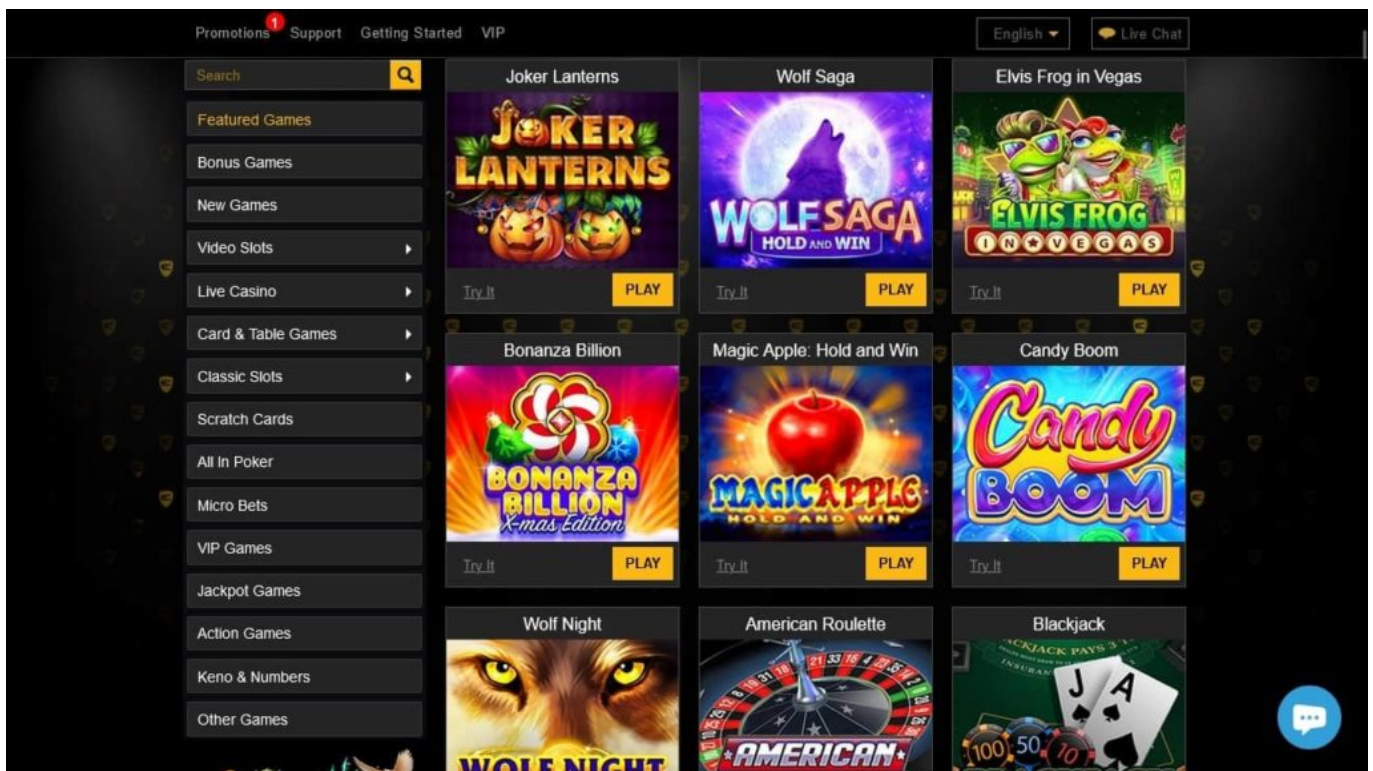 Promotions 1 Support Getting Started VIP
English Live Chat
Search
Featured Games
Bonus Games
New Games
Video Slots
Live Casino
Card & Table Games
Classic Slots
Scratch Cards
All In Poker
Micro Bets
VIP Games
Jackpot Games
Action Games
Keno & Numbers
Other Games
Joker Lanterns
JOKER
LANTERNS
Try It PLAY
Wolf Saga
WOLF SAGA
HOLD AND WIN
Try It PLAY
Elvis Frog in Vegas
ELVIS FROG
IN VEGAS
Try It PLAY
Bonanza Billion
BONANZA
BILLION
X-mas Edition
Try It PLAY
Magic Apple: Hold and Win
MAGIC APPLE
HOLD AND WIN
Try It PLAY
Candy Boom
Candy
BOOM
Try It PLAY
Wolf Night
WOLF NIGHT
American Roulette
AMERICAN
Blackjack
PAYS 3
J A
100 50 10